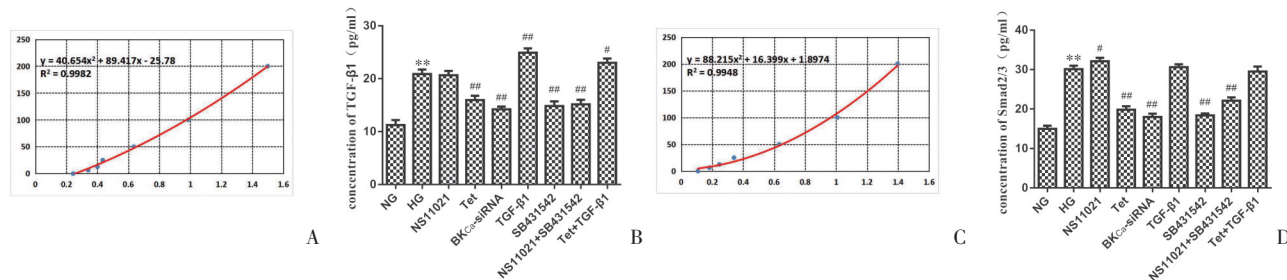 250
200
150
100
50
0
y = 40.654x² + 89.417x - 25.78
R² = 0.9982
0 0.2 0.4 0.6 0.8 1 1.2 1.4 1.6
A
concentration of TGF-β1（pg/ml）
30
20
10
0
**
##
##
##
##
##
#
NG
HG
NS11021
Tet
BKCa-siRNA
TGF-β1
SB431542
NS11021+SB431542
Tet+TGF-β1
B
250
200
150
100
50
0
y = 88.215x² + 16.399x + 1.8974
R² = 0.9948
0 0.2 0.4 0.6 0.8 1 1.2 1.4 1.6
C
concentration of Smad2/3（pg/ml）
40
30
20
10
0
**
#
##
##
##
##
NG
HG
NS11021
Tet
BKCa-siRNA
TGF-β1
SB431542
NS11021+SB431542
Tet+TGF-β1
D